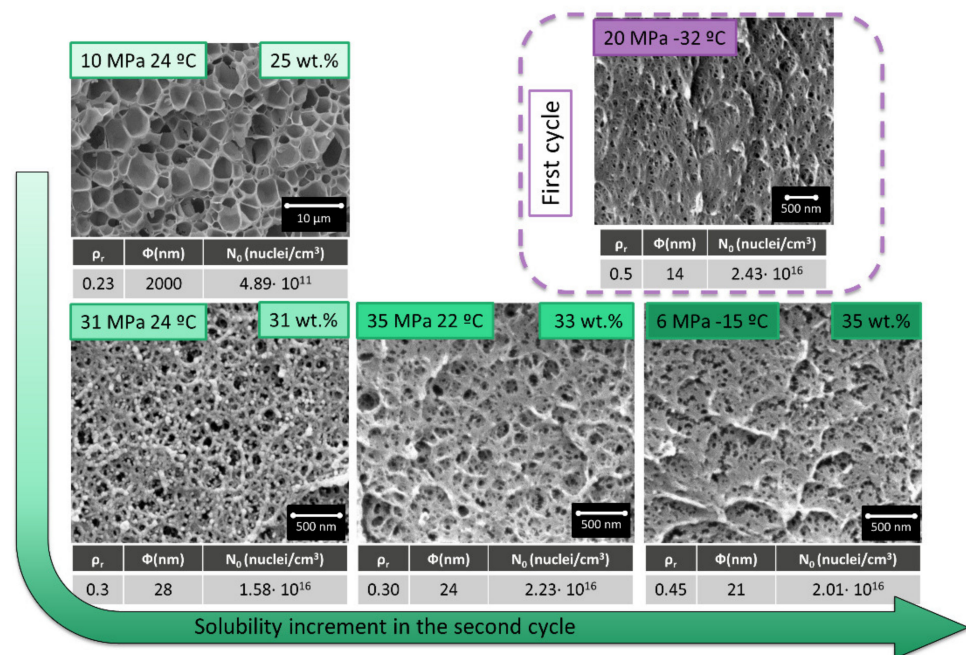 10 MPa 24 ºC 25 wt.%
10 µm
ρr Φ(nm) N0 (nuclei/cm³)
0.23 2000 4.89· 10¹¹
First cycle
20 MPa -32 ºC
500 nm
ρr Φ(nm) N0 (nuclei/cm³)
0.5 14 2.43· 10¹⁶
31 MPa 24 ºC 31 wt.%
500 nm
ρr Φ(nm) N0 (nuclei/cm³)
0.3 28 1.58· 10¹⁶
35 MPa 22 ºC 33 wt.%
500 nm
ρr Φ(nm) N0 (nuclei/cm³)
0.30 24 2.23· 10¹⁶
6 MPa -15 ºC 35 wt.%
500 nm
ρr Φ(nm) N0 (nuclei/cm³)
0.45 21 2.01· 10¹⁶
Solubility increment in the second cycle